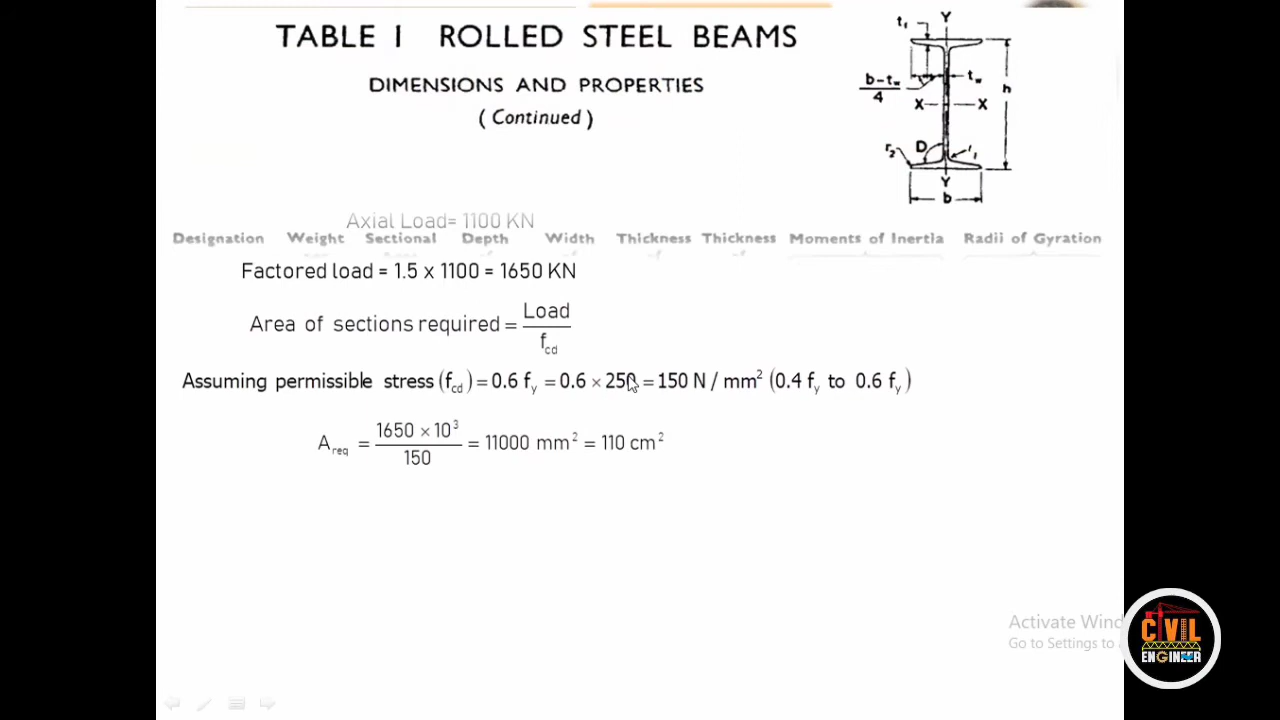 TABLE I ROLLED STEEL BEAMS
DIMENSIONS AND PROPERTIES
( Continued )
t₁
Y
b-t_w
4
t_w
h
X
X
r₂
D
r₁
Y
b
Axial Load= 1100 KN
Designation Weight Sectional Depth Width Thickness Thickness Moments of Inertia Radii of Gyration
Factored load = 1.5 x 1100 = 1650 KN
Area of sections required = Load
f_cd
Assuming permissible stress (f_cd) = 0.6 f_y = 0.6 × 250 = 150 N / mm² (0.4 f_y to 0.6 f_y)
A_req = 1650 × 10³ = 11000 mm² = 110 cm²
150
Activate Wind
Go to Settings to
CIVIL
ENGINEER